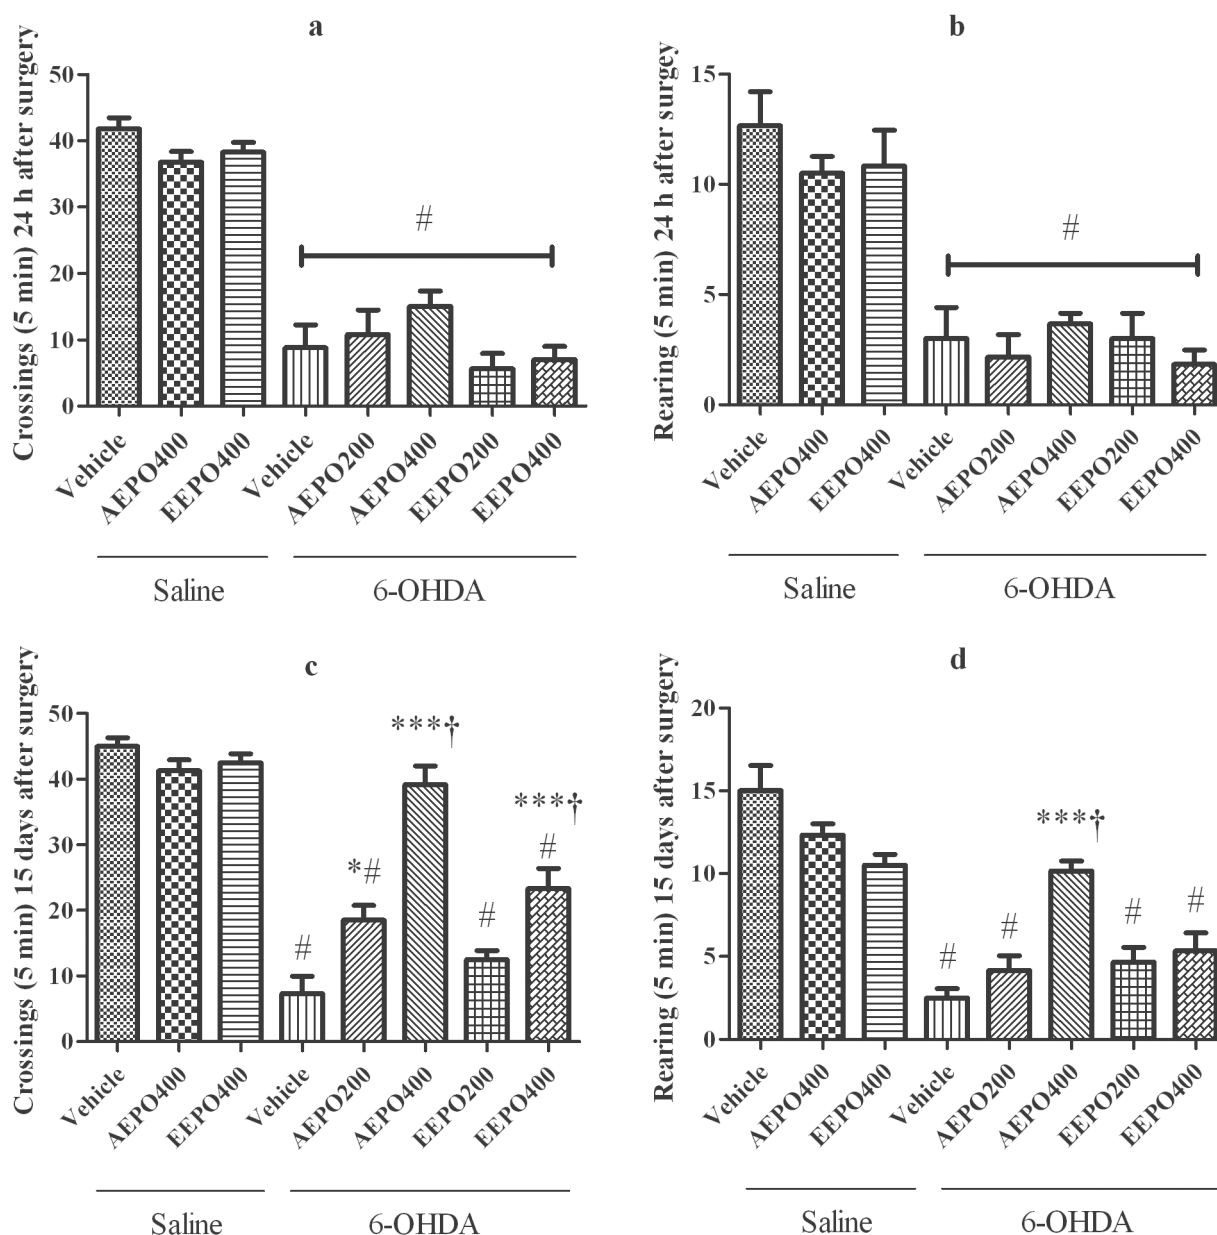 a
Crossings (5 min) 24 h after surgery
50
40
30
20
10
0
#
Vehicle
AEPO400
EEPO400
Vehicle
AEPO200
AEPO400
EEPO200
EEPO400
Saline
6-OHDA
b
Rearing (5 min) 24 h after surgey
15
10
5
0
#
Vehicle
AEPO400
EEPO400
Vehicle
AEPO200
AEPO400
EEPO200
EEPO400
Saline
6-OHDA
c
Crossings (5 min) 15 days after surgery
50
40
30
20
10
0
#
*#
***†
#
***†
#
Vehicle
AEPO400
EEPO400
Vehicle
AEPO200
AEPO400
EEPO200
EEPO400
Saline
6-OHDA
d
Rearing (5 min) 15 days after surgery
20
15
10
5
0
#
#
***†
#
#
Vehicle
AEPO400
EEPO400
Vehicle
AEPO200
AEPO400
EEPO200
EEPO400
Saline
6-OHDA